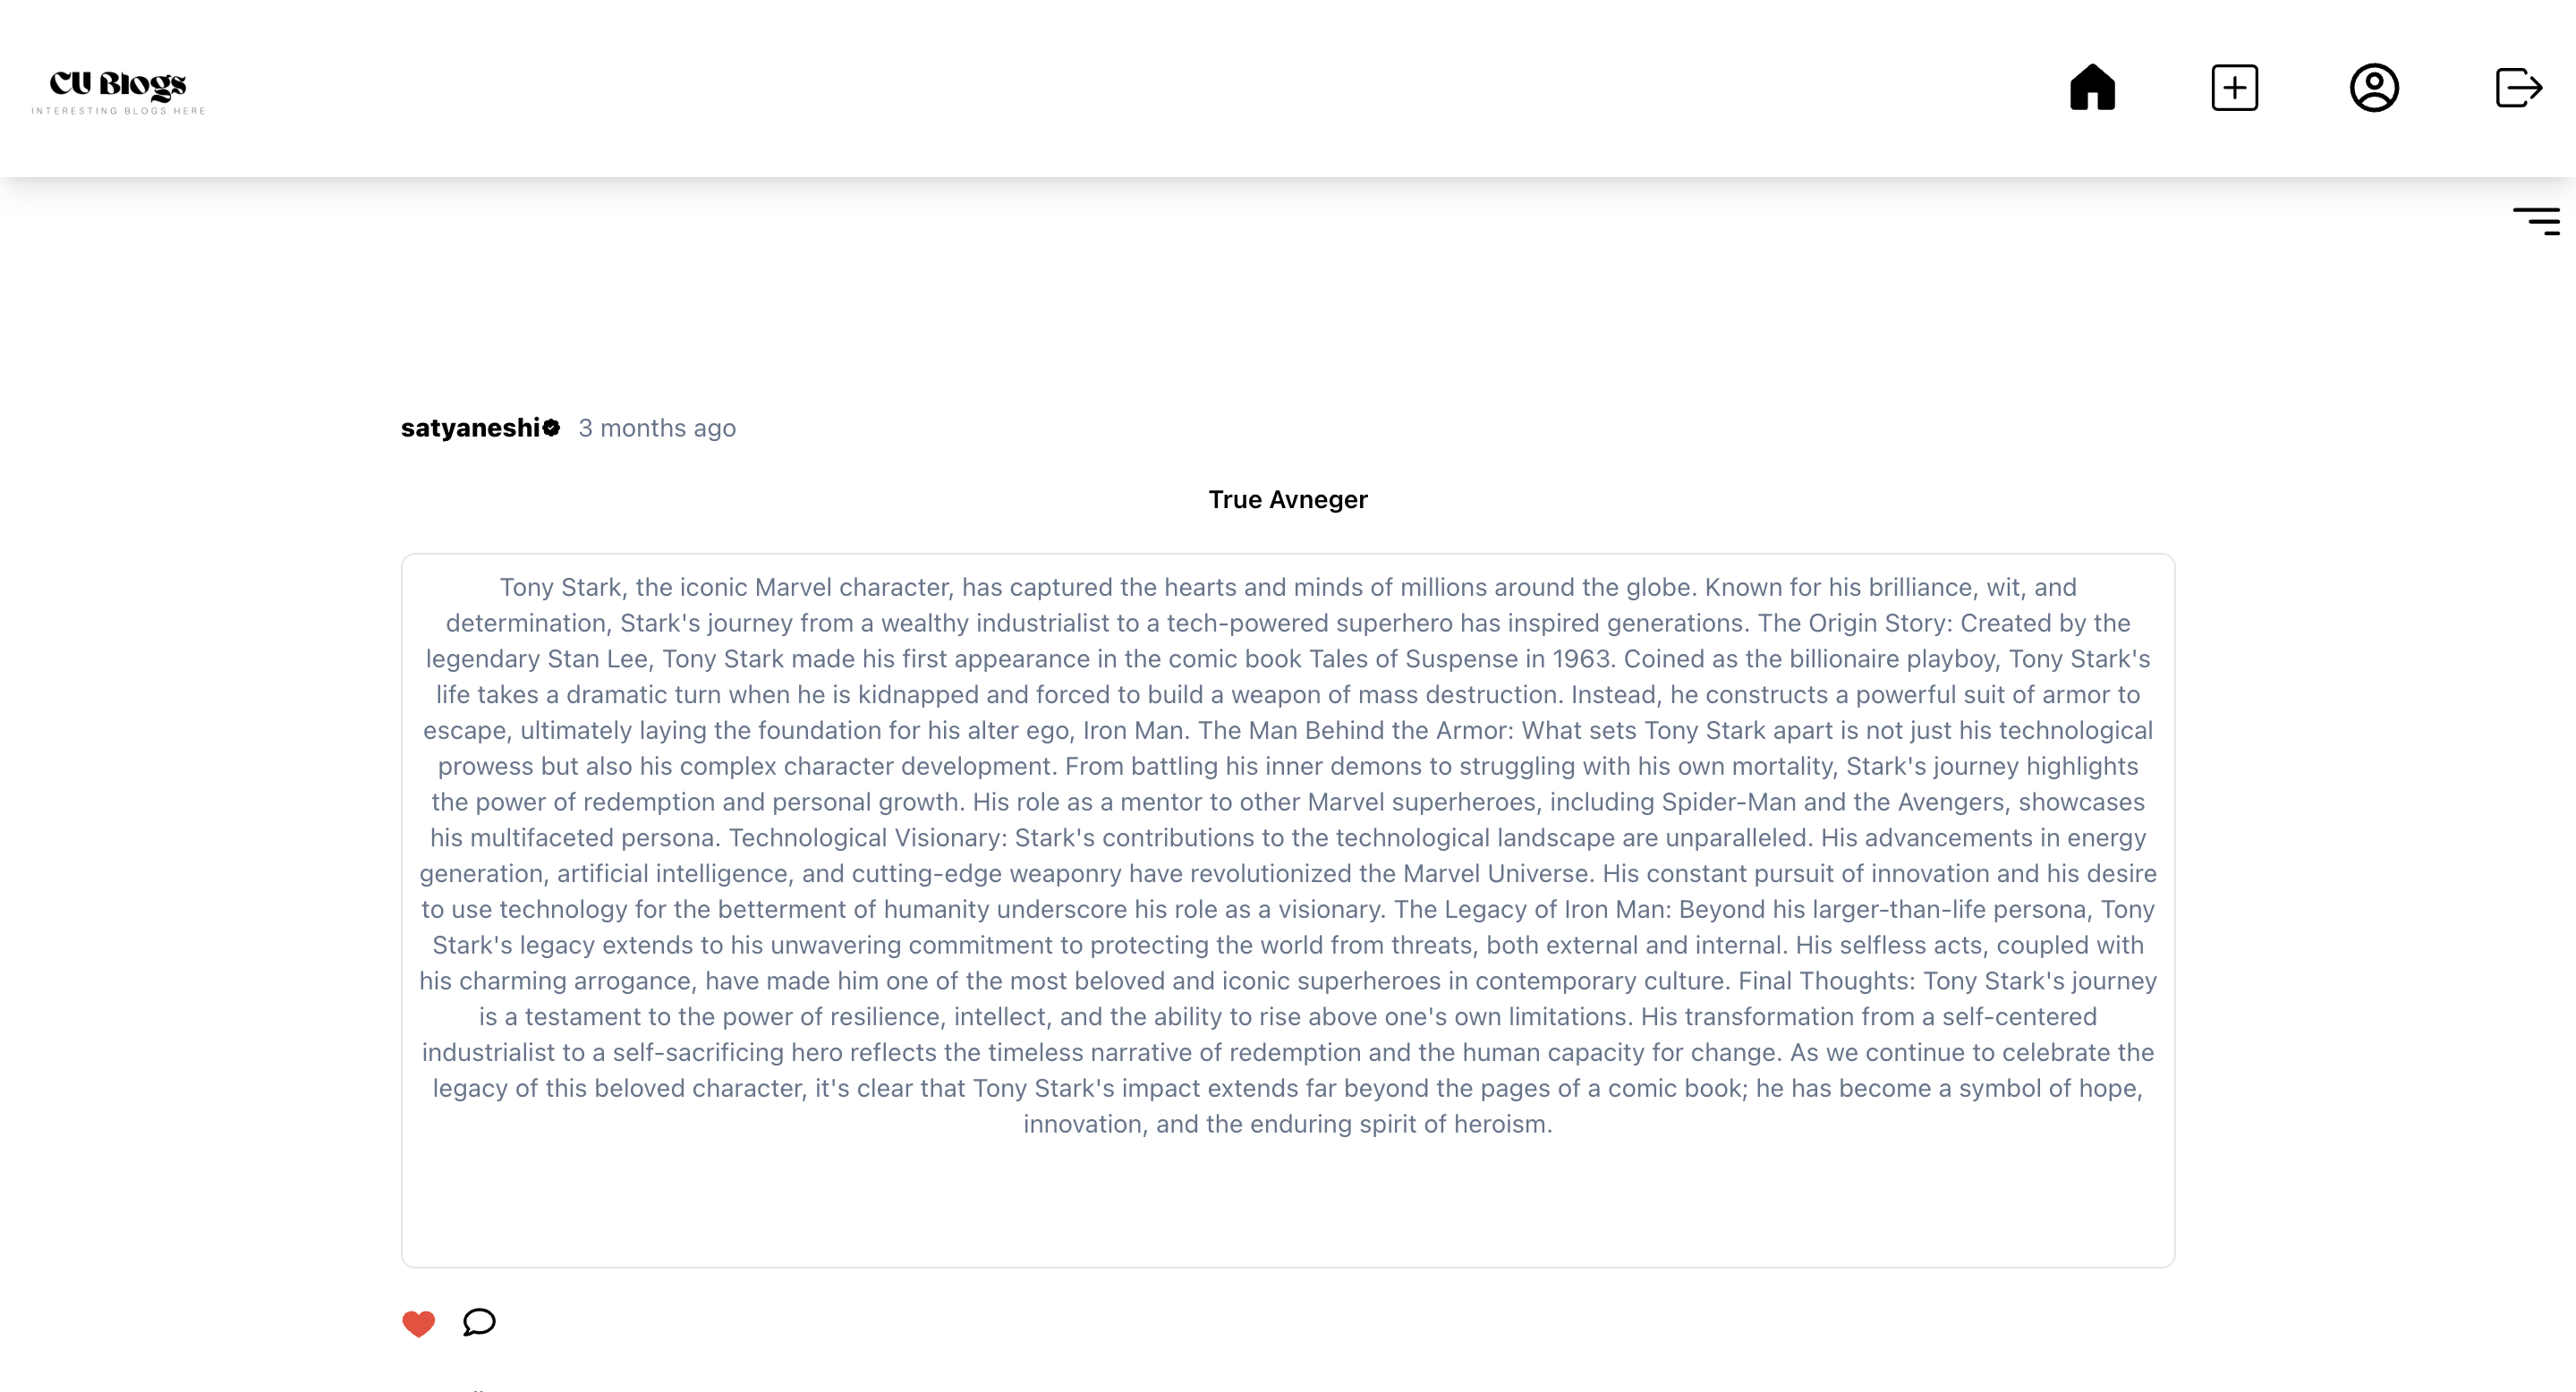 CU Blogs
INTERESTING BLOGS HERE
satyaneshi 3 months ago
True Avneger
Tony Stark, the iconic Marvel character, has captured the hearts and minds of millions around the globe. Known for his brilliance, wit, and
determination, Stark's journey from a wealthy industrialist to a tech-powered superhero has inspired generations. The Origin Story: Created by the
legendary Stan Lee, Tony Stark made his first appearance in the comic book Tales of Suspense in 1963. Coined as the billionaire playboy, Tony Stark's
life takes a dramatic turn when he is kidnapped and forced to build a weapon of mass destruction. Instead, he constructs a powerful suit of armor to
escape, ultimately laying the foundation for his alter ego, Iron Man. The Man Behind the Armor: What sets Tony Stark apart is not just his technological
prowess but also his complex character development. From battling his inner demons to struggling with his own mortality, Stark's journey highlights
the power of redemption and personal growth. His role as a mentor to other Marvel superheroes, including Spider-Man and the Avengers, showcases
his multifaceted persona. Technological Visionary: Stark's contributions to the technological landscape are unparalleled. His advancements in energy
generation, artificial intelligence, and cutting-edge weaponry have revolutionized the Marvel Universe. His constant pursuit of innovation and his desire
to use technology for the betterment of humanity underscore his role as a visionary. The Legacy of Iron Man: Beyond his larger-than-life persona, Tony
Stark's legacy extends to his unwavering commitment to protecting the world from threats, both external and internal. His selfless acts, coupled with
his charming arrogance, have made him one of the most beloved and iconic superheroes in contemporary culture. Final Thoughts: Tony Stark's journey
is a testament to the power of resilience, intellect, and the ability to rise above one's own limitations. His transformation from a self-centered
industrialist to a self-sacrificing hero reflects the timeless narrative of redemption and the human capacity for change. As we continue to celebrate the
legacy of this beloved character, it's clear that Tony Stark's impact extends far beyond the pages of a comic book; he has become a symbol of hope,
innovation, and the enduring spirit of heroism.